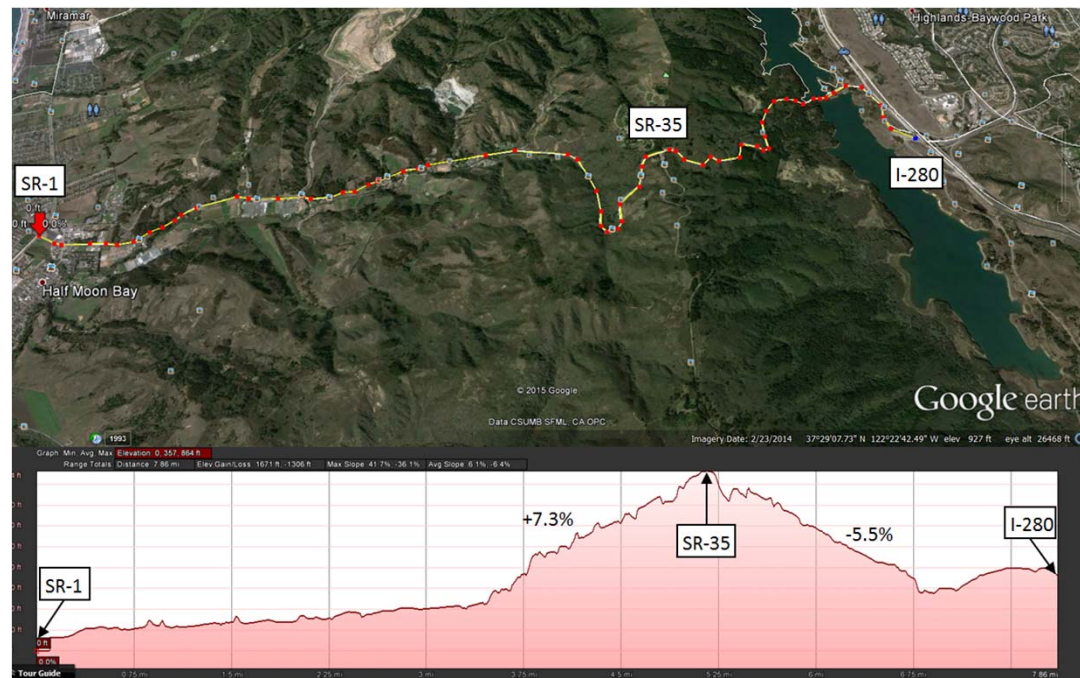 Miramar
Highlands-Baywood Park
SR-35
SR-1
I-280
0 ft
0 ft 0.0%
Half Moon Bay
© 2015 Google
Data CSUMB SFML, CA OPC
Google earth
1993
Imagery Date: 2/23/2014 37°29'07.73" N 122°22'42.49" W elev 927 ft eye alt 26468 ft
Graph: Min, Avg, Max Elevation: 0, 357, 864 ft
Range Totals: Distance: 7.86 mi Elev Gain/Loss: 1671 ft, -1306 ft Max Slope: 41.7%, -36.1% Avg Slope: 6.1%, -6.4%
+7.3%
SR-35
-5.5%
I-280
SR-1
0 ft
0.0%
Tour Guide
0.75 mi 1.5 mi 2.25 mi 3 mi 3.75 mi 4.5 mi 5.25 mi 6 mi 6.75 mi 7.86 mi